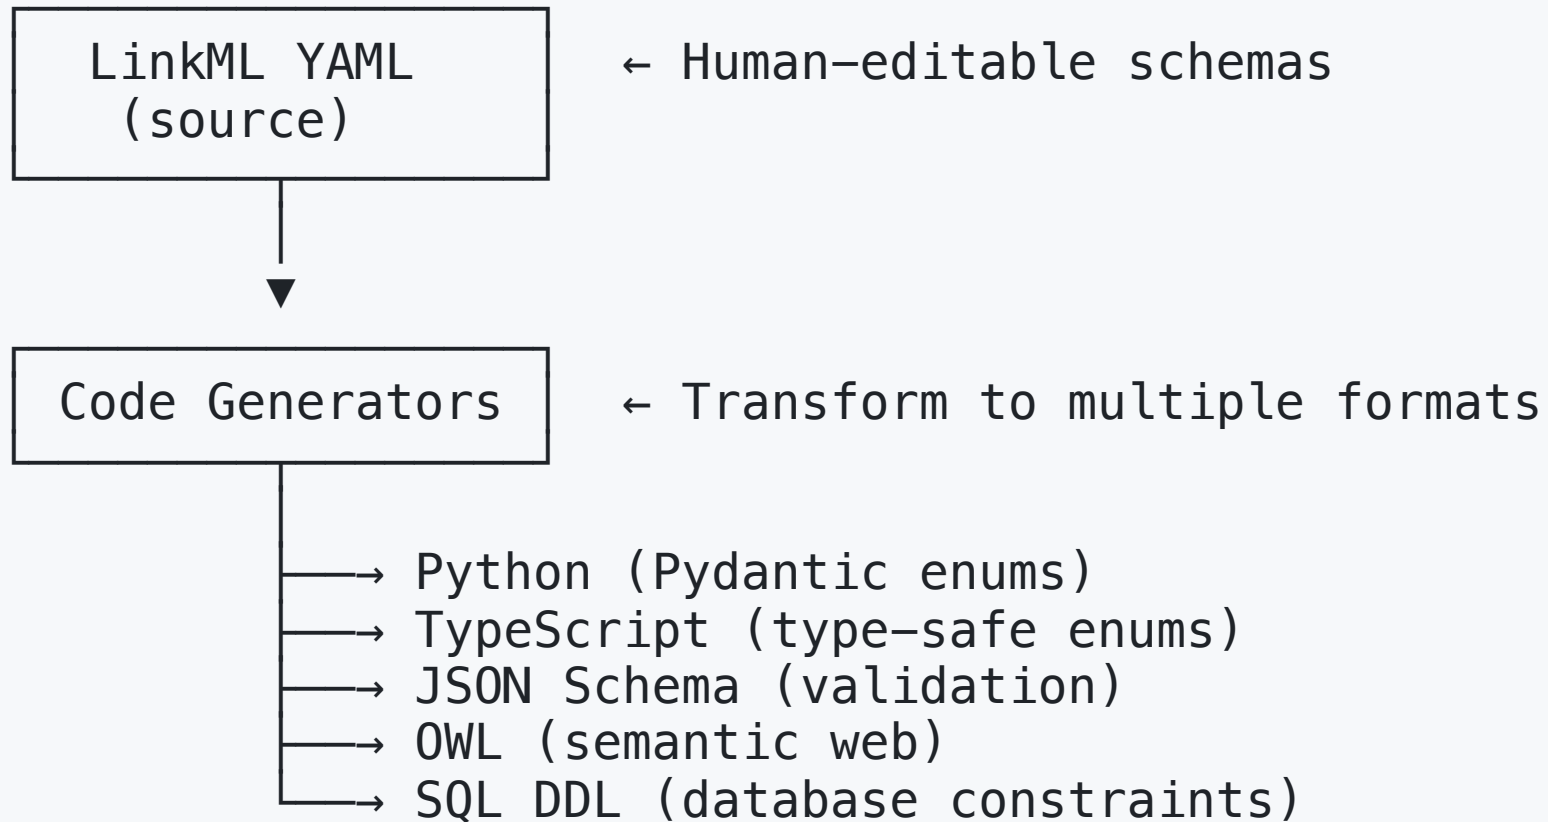 LinkML YAML ← Human-editable schemas
(source)
▼
Code Generators ← Transform to multiple formats
→ Python (Pydantic enums)
→ TypeScript (type-safe enums)
→ JSON Schema (validation)
→ OWL (semantic web)
→ SQL DDL (database constraints)